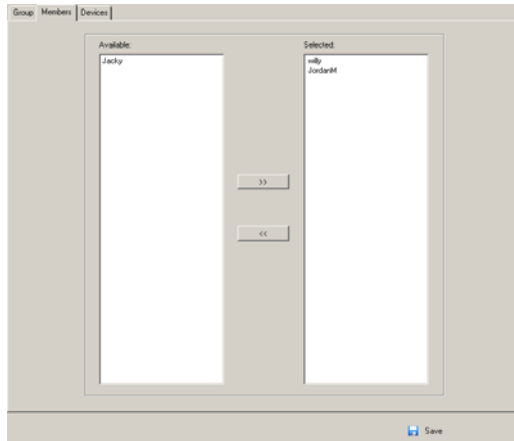 Group Members Devices
Available: Selected:
Jacky willy
JordanM
>>
<<
Save